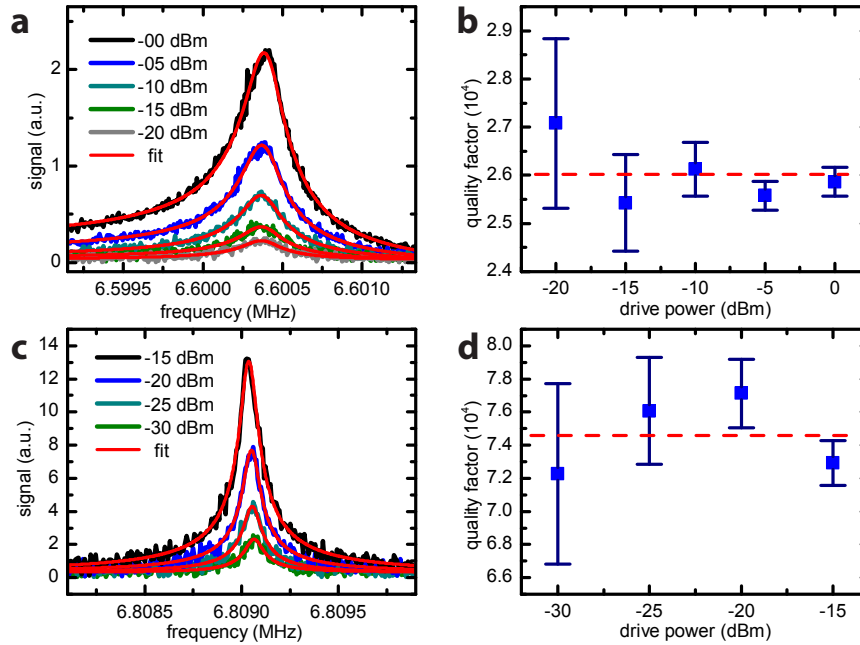 a
-00 dBm
-05 dBm
-10 dBm
-15 dBm
-20 dBm
fit
signal (a.u.)
2
1
0
6.5995 6.6000 6.6005 6.6010
frequency (MHz)
b
quality factor (10⁴)
2.9
2.8
2.7
2.6
2.5
2.4
-20 -15 -10 -5 0
drive power (dBm)
c
-15 dBm
-20 dBm
-25 dBm
-30 dBm
fit
signal (a.u.)
14
12
10
8
6
4
2
0
6.8085 6.8090 6.8095
frequency (MHz)
d
quality factor (10⁴)
8.0
7.8
7.6
7.4
7.2
7.0
6.8
6.6
-30 -25 -20 -15
drive power (dBm)